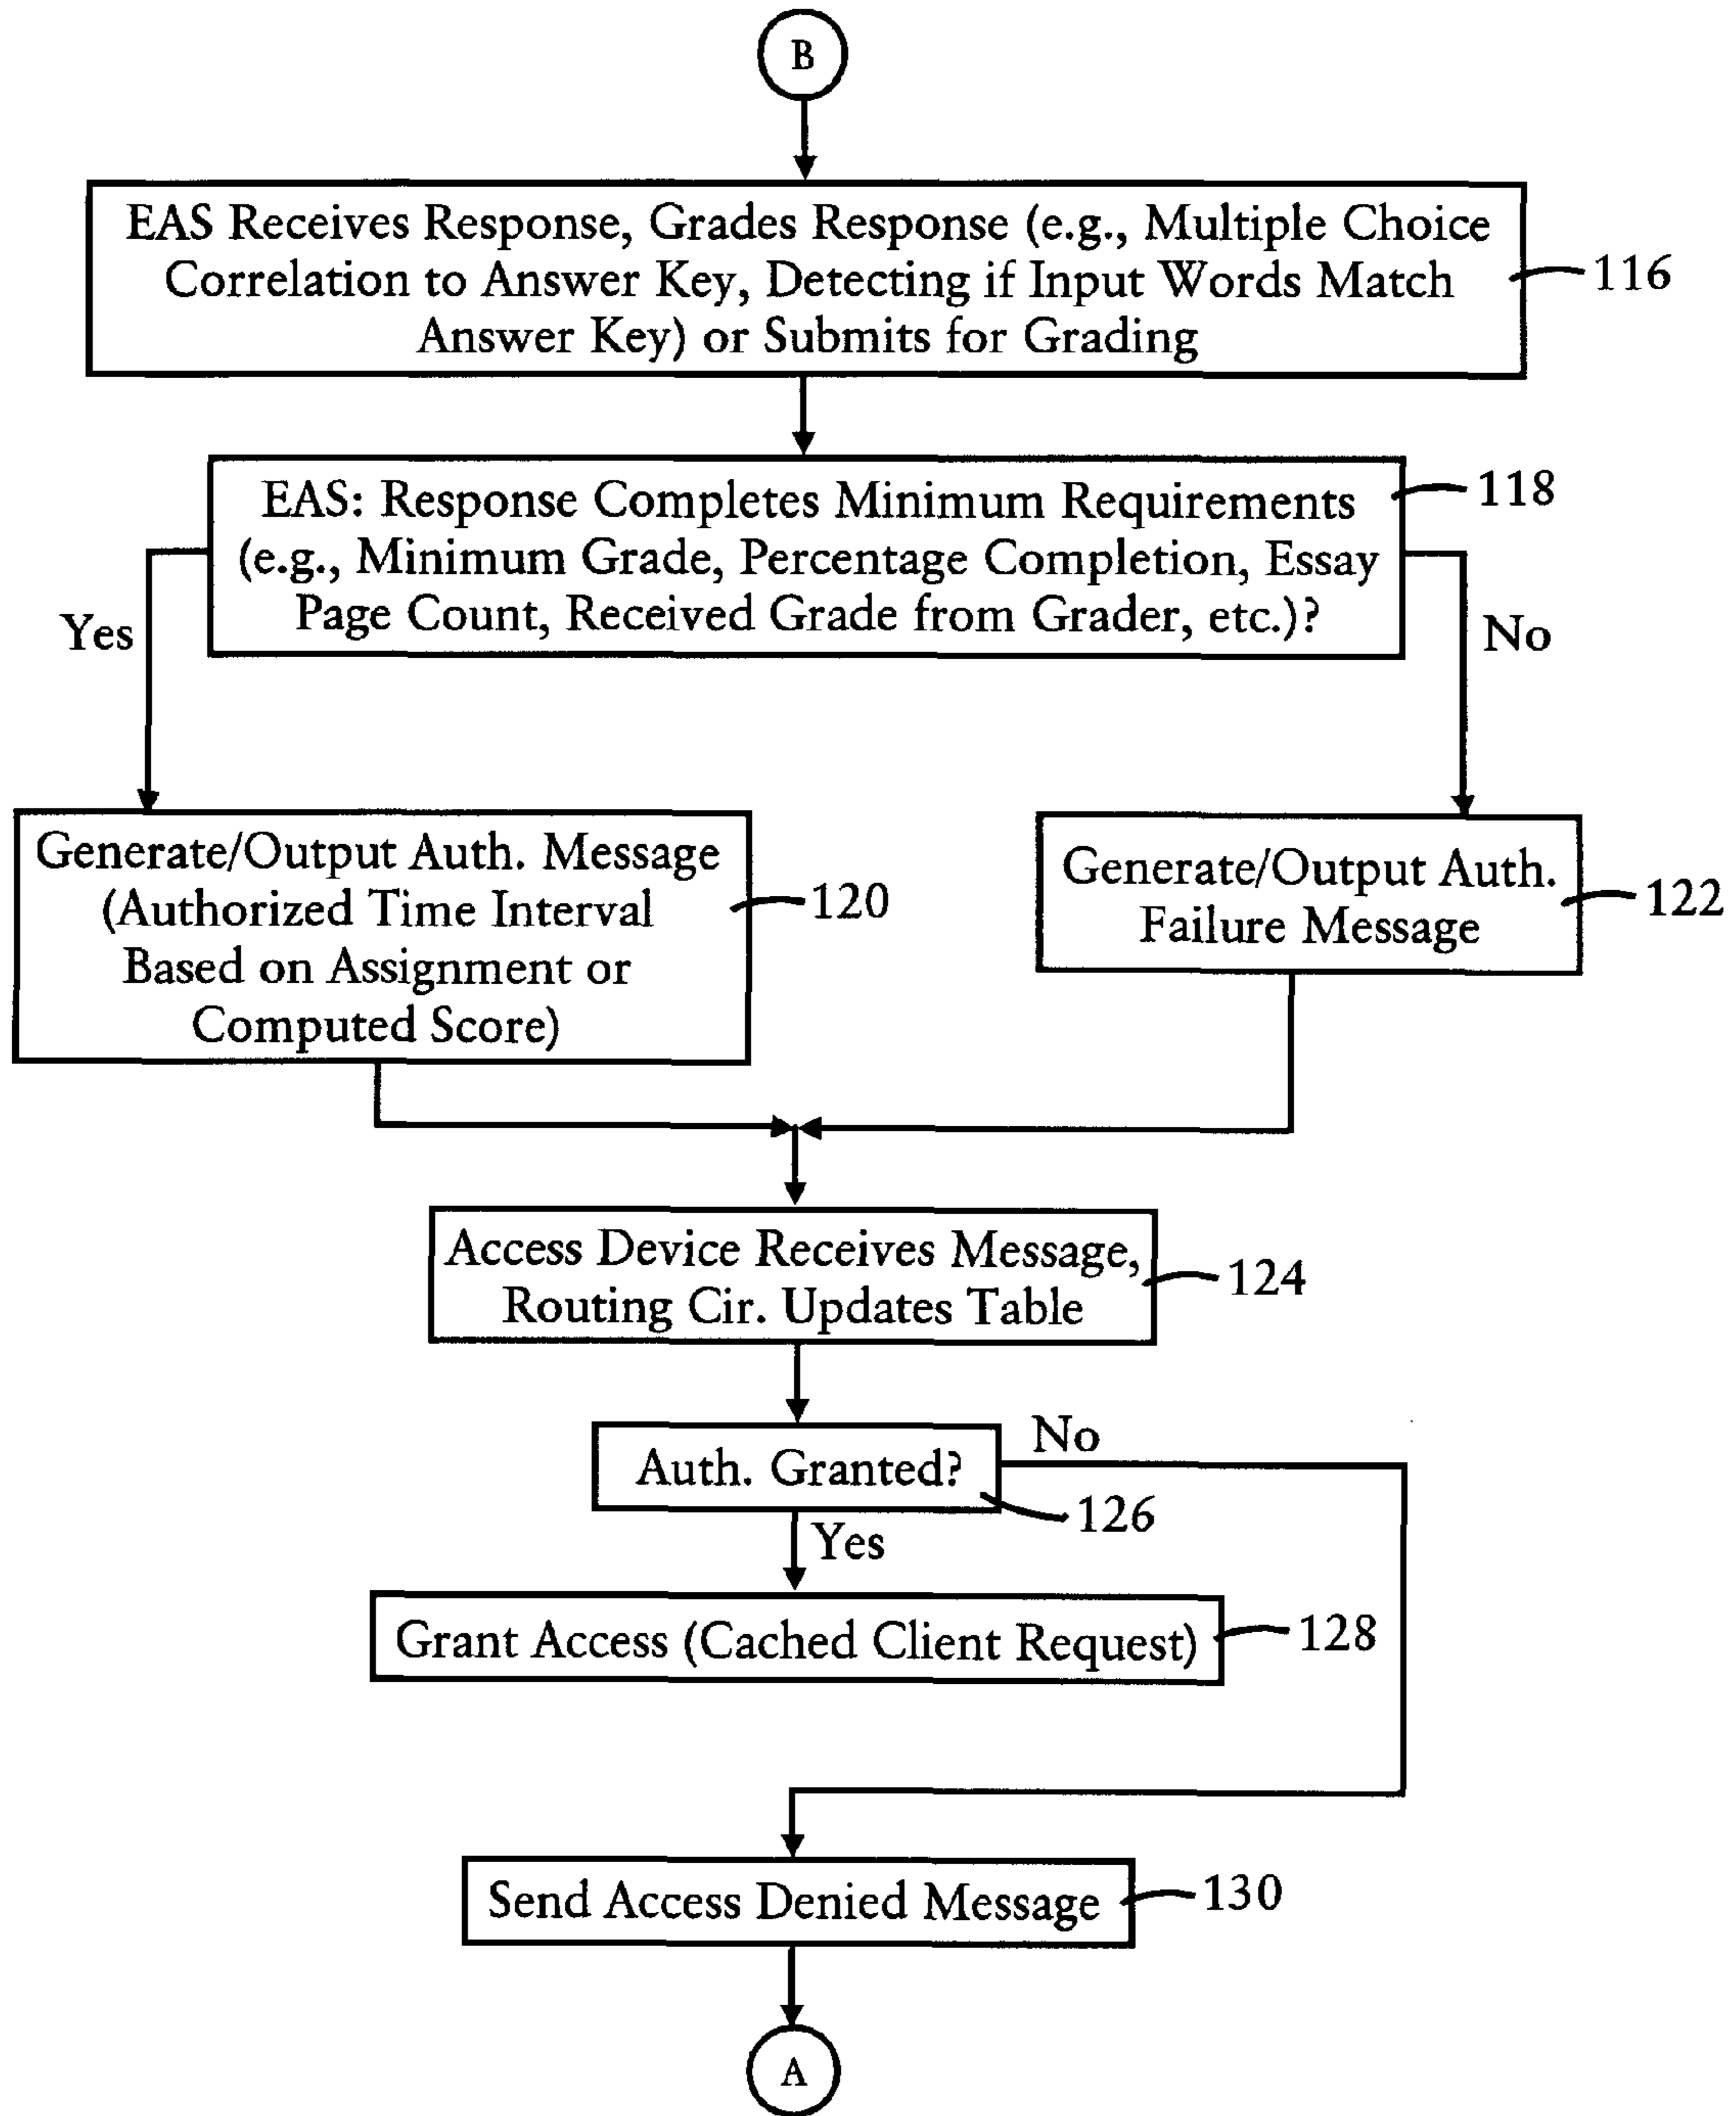 B
EAS Receives Response, Grades Response (e.g., Multiple Choice
Correlation to Answer Key, Detecting if Input Words Match
Answer Key) or Submits for Grading
116
EAS: Response Completes Minimum Requirements
(e.g., Minimum Grade, Percentage Completion, Essay
Page Count, Received Grade from Grader, etc.)?
118
Yes
No
Generate/Output Auth. Message
(Authorized Time Interval
Based on Assignment or
Computed Score)
120
Generate/Output Auth.
Failure Message
122
Access Device Receives Message,
Routing Cir. Updates Table
124
Auth. Granted?
No
126
Yes
Grant Access (Cached Client Request)
128
Send Access Denied Message
130
A